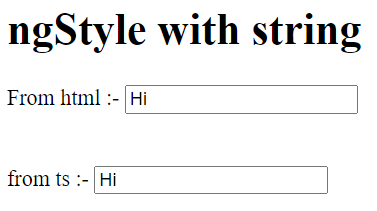 ngStyle with string
From html :- Hi
from ts :- Hi